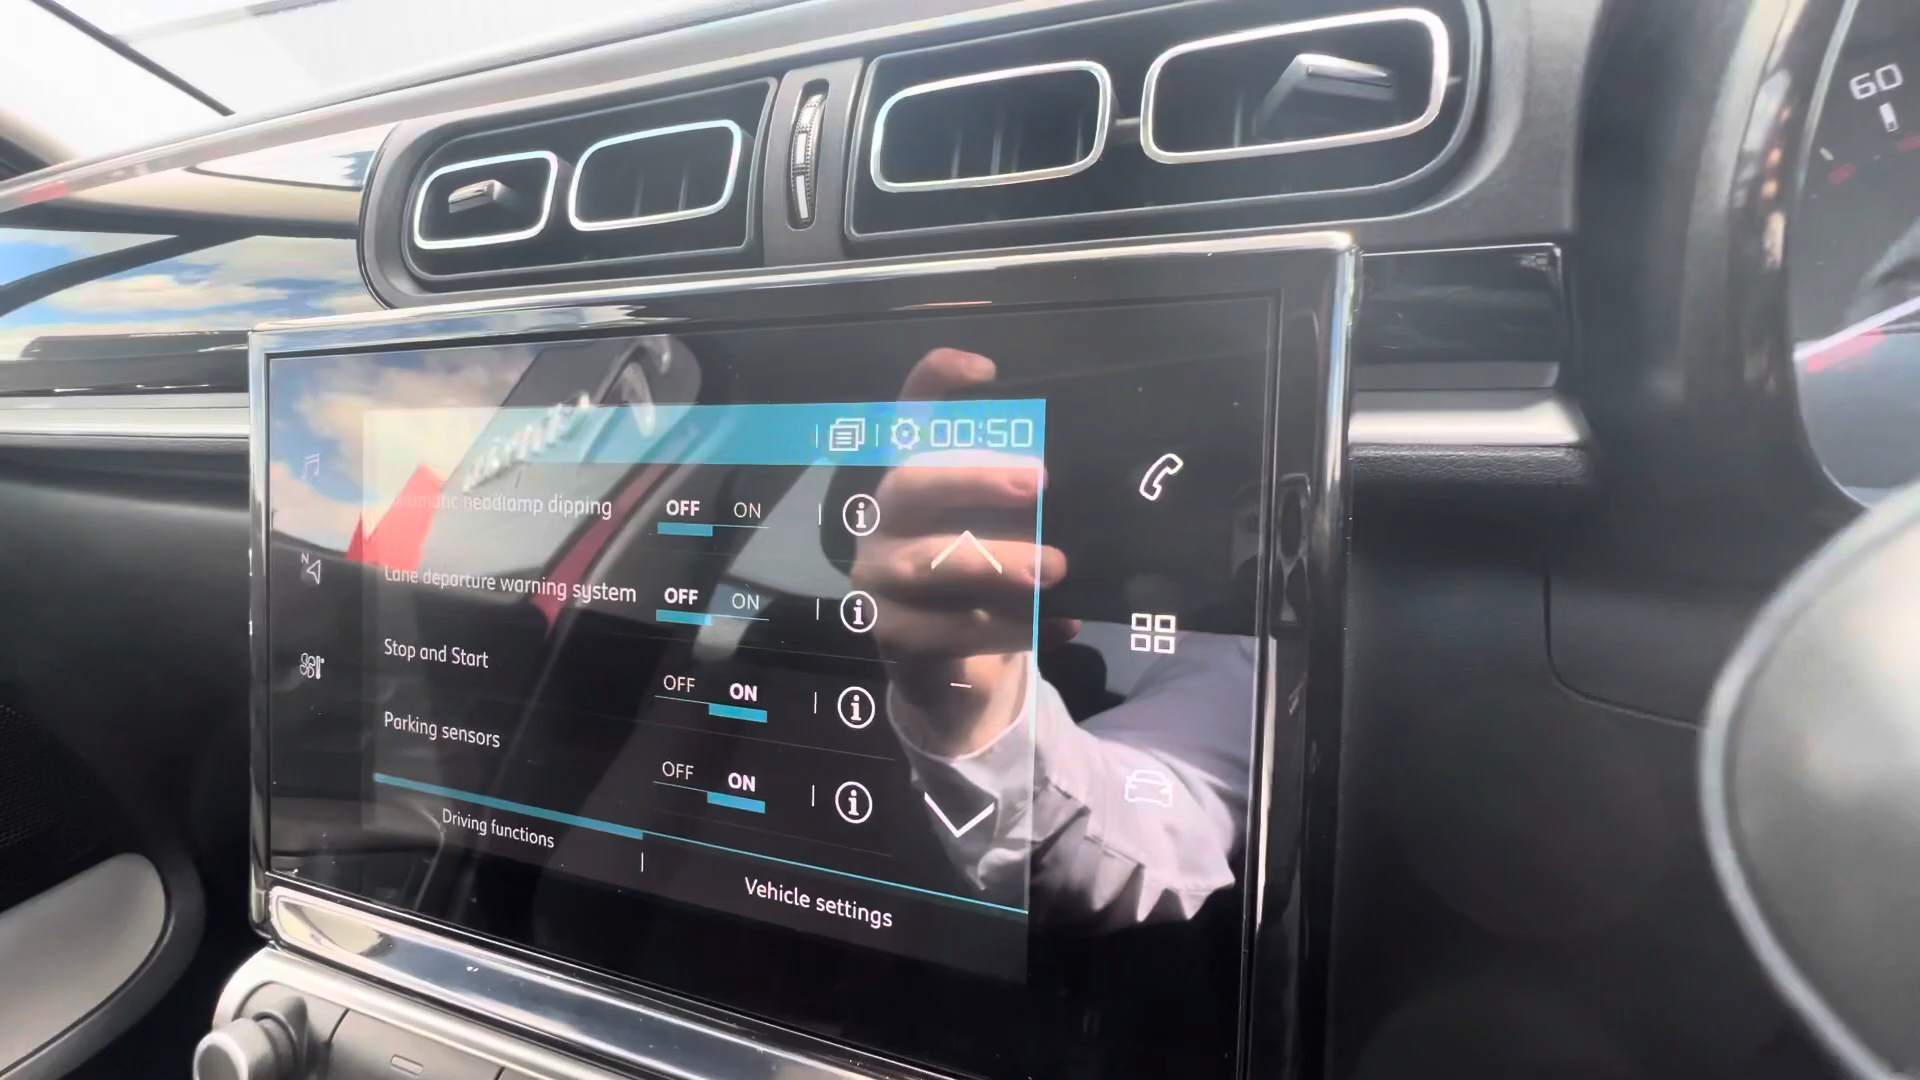 60
00:50
Automatic headlamp dipping OFF ON
Lane departure warning system OFF ON
Stop and Start OFF ON
Parking sensors OFF ON
Driving functions
Vehicle settings
N